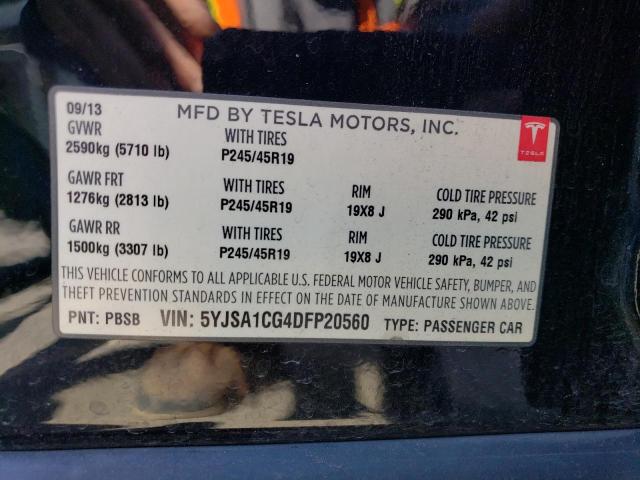 09/13 MFD BY TESLA MOTORS, INC.
GVWR WITH TIRES
2590kg (5710 lb) P245/45R19
TESLA
GAWR FRT WITH TIRES RIM COLD TIRE PRESSURE
1276kg (2813 lb) P245/45R19 19X8 J 290 kPa, 42 psi
GAWR RR WITH TIRES RIM COLD TIRE PRESSURE
1500kg (3307 lb) P245/45R19 19X8 J 290 kPa, 42 psi
THIS VEHICLE CONFORMS TO ALL APPLICABLE U.S. FEDERAL MOTOR VEHICLE SAFETY, BUMPER, AND
THEFT PREVENTION STANDARDS IN EFFECT ON THE DATE OF MANUFACTURE SHOWN ABOVE.
PNT: PBSB VIN: 5YJSA1CG4DFP20560 TYPE: PASSENGER CAR